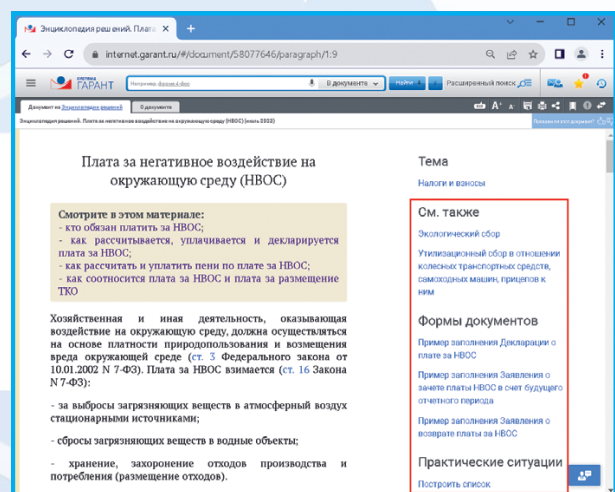 Энциклопедия решений. Плат
internet.garant.ru/#/document/58077646/paragraph/1:9
ГАРАНТ
Например,
В документе
Найти
Расширенный поиск
Документ из Энциклопедии решений
В документе
Энциклопедия решений. Плата за негативное воздействие на окружающую среду (НВОС) (июль 2023)
Плата за негативное воздействие на
окружающую среду (НВОС)
Смотрите в этом материале:
- кто обязан платить за НВОС;
- как рассчитывается, уплачивается и декларируется
плата за НВОС;
- как рассчитать и уплатить пени по плате за НВОС;
- как соотносится плата за НВОС и плата за размещение
ТКО
Хозяйственная и иная деятельность, оказывающая
воздействие на окружающую среду, должна осуществляться
на основе платности природопользования и возмещения
вреда окружающей среде (ст. 3 Федерального закона от
10.01.2002 N 7-ФЗ). Плата за НВОС взимается (ст. 16 Закона
N 7-ФЗ):
- за выбросы загрязняющих веществ в атмосферный воздух
стационарными источниками;
- сбросы загрязняющих веществ в водные объекты;
- хранение, захоронение отходов производства и
потребления (размещение отходов).
Тема
Налоги и взносы
См. также
Экологический сбор
Утилизационный сбор в отношении
колесных транспортных средств,
самоходных машин, прицепов к
ним
Формы документов
Пример заполнения Декларации о
плате за НВОС
Пример заполнения Заявления о
зачете платы НВОС в счет будущего
отчетного периода
Пример заполнения Заявления о
возврате платы за НВОС
Практические ситуации
Построить список